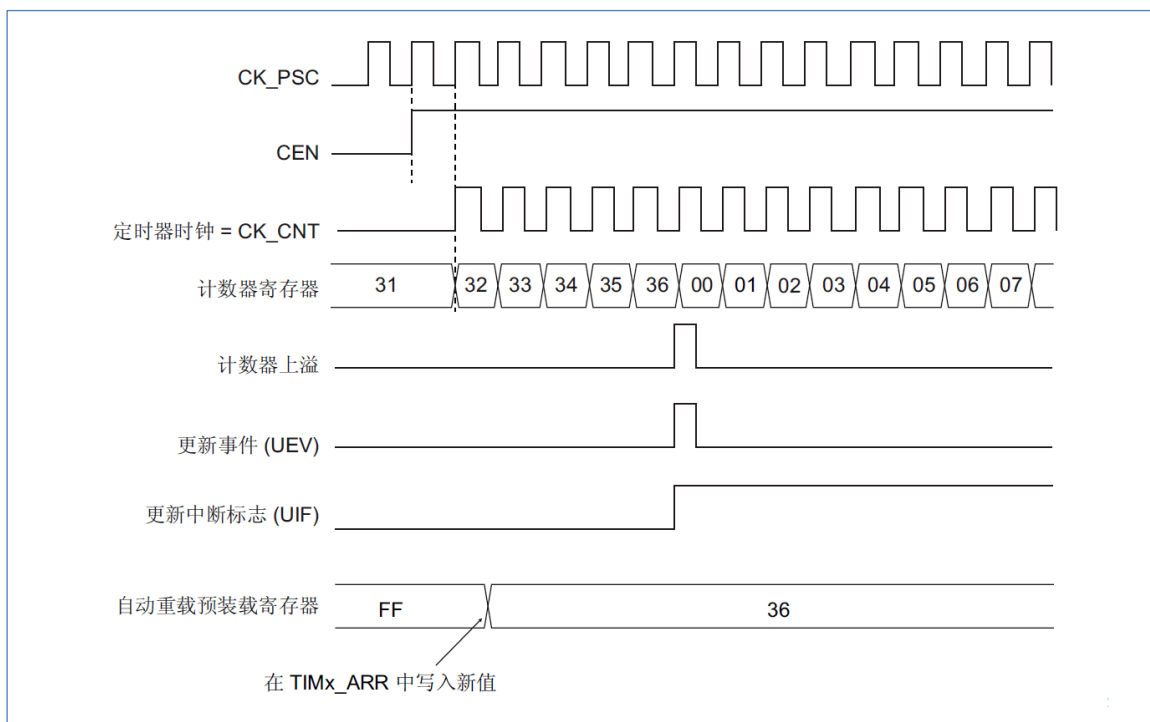 CK_PSC
CEN
定时器时钟 = CK_CNT
计数器寄存器 31 32 33 34 35 36 00 01 02 03 04 05 06 07
计数器上溢
更新事件 (UEV)
更新中断标志 (UIF)
自动重载预装载寄存器 FF 36
在 TIMx_ARR 中写入新值